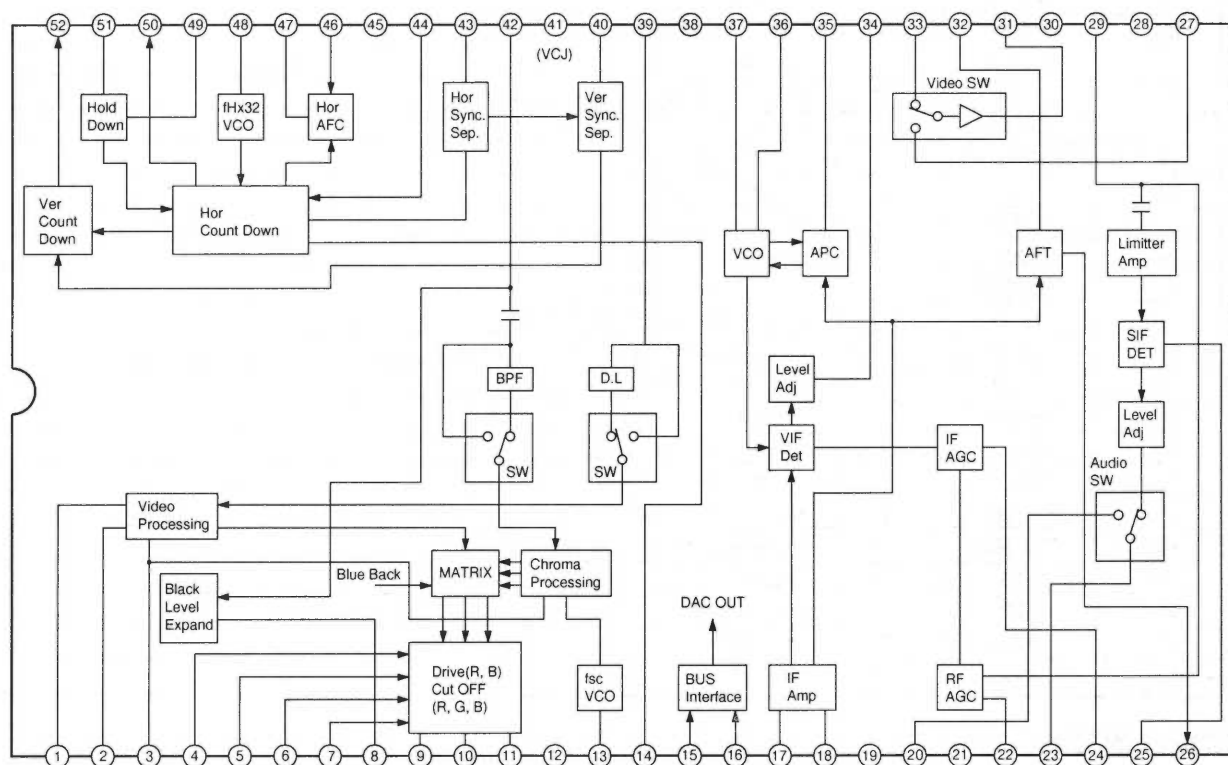 52 51 50 49 48 47 46 45 44 43 42 41 40 39 38 37 36 35 34 33 32 31 30 29 28 27
(VCJ)
Video SW
Hold
Down
fHx32
VCO
Hor
AFC
Hor
Sync.
Sep.
Ver
Sync.
Sep.
Ver
Count
Down
Hor
Count Down
VCO
APC
AFT
Limitter
Amp
SIF
DET
BPF
D.L
Level
Adj
Level
Adj
SW
SW
VIF
Det
IF
AGC
Audio
SW
Video
Processing
Blue Back
MATRIX
Chroma
Processing
Black
Level
Expand
DAC OUT
Drive(R, B)
Cut OFF
(R, G, B)
fsc
VCO
BUS
Interface
IF
Amp
RF
AGC
1 2 3 4 5 6 7 8 9 10 11 12 13 14 15 16 17 18 19 20 21 22 23 24 25 26